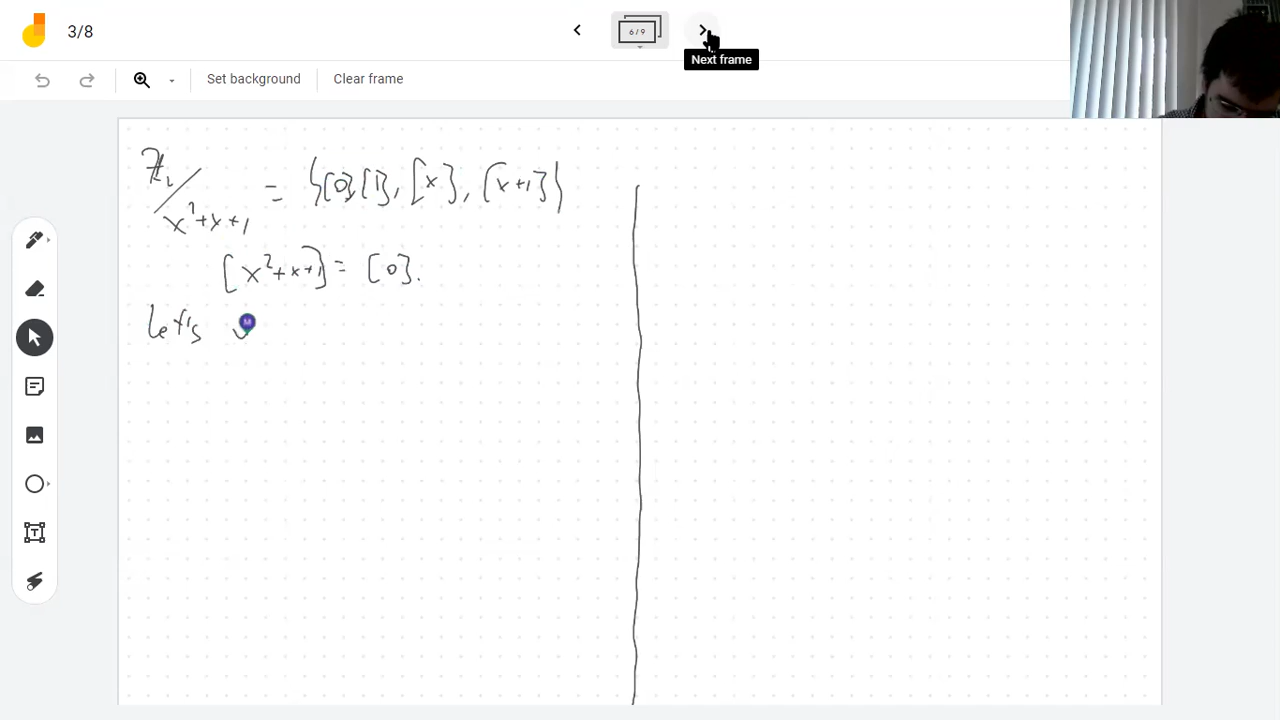 3/8
6/9
Next frame
Set background
Clear frame
ℤ₂/x²+x+1 = {[0],[1], [x], [x+1]}
[x²+x+1] = [0].
Let's
M